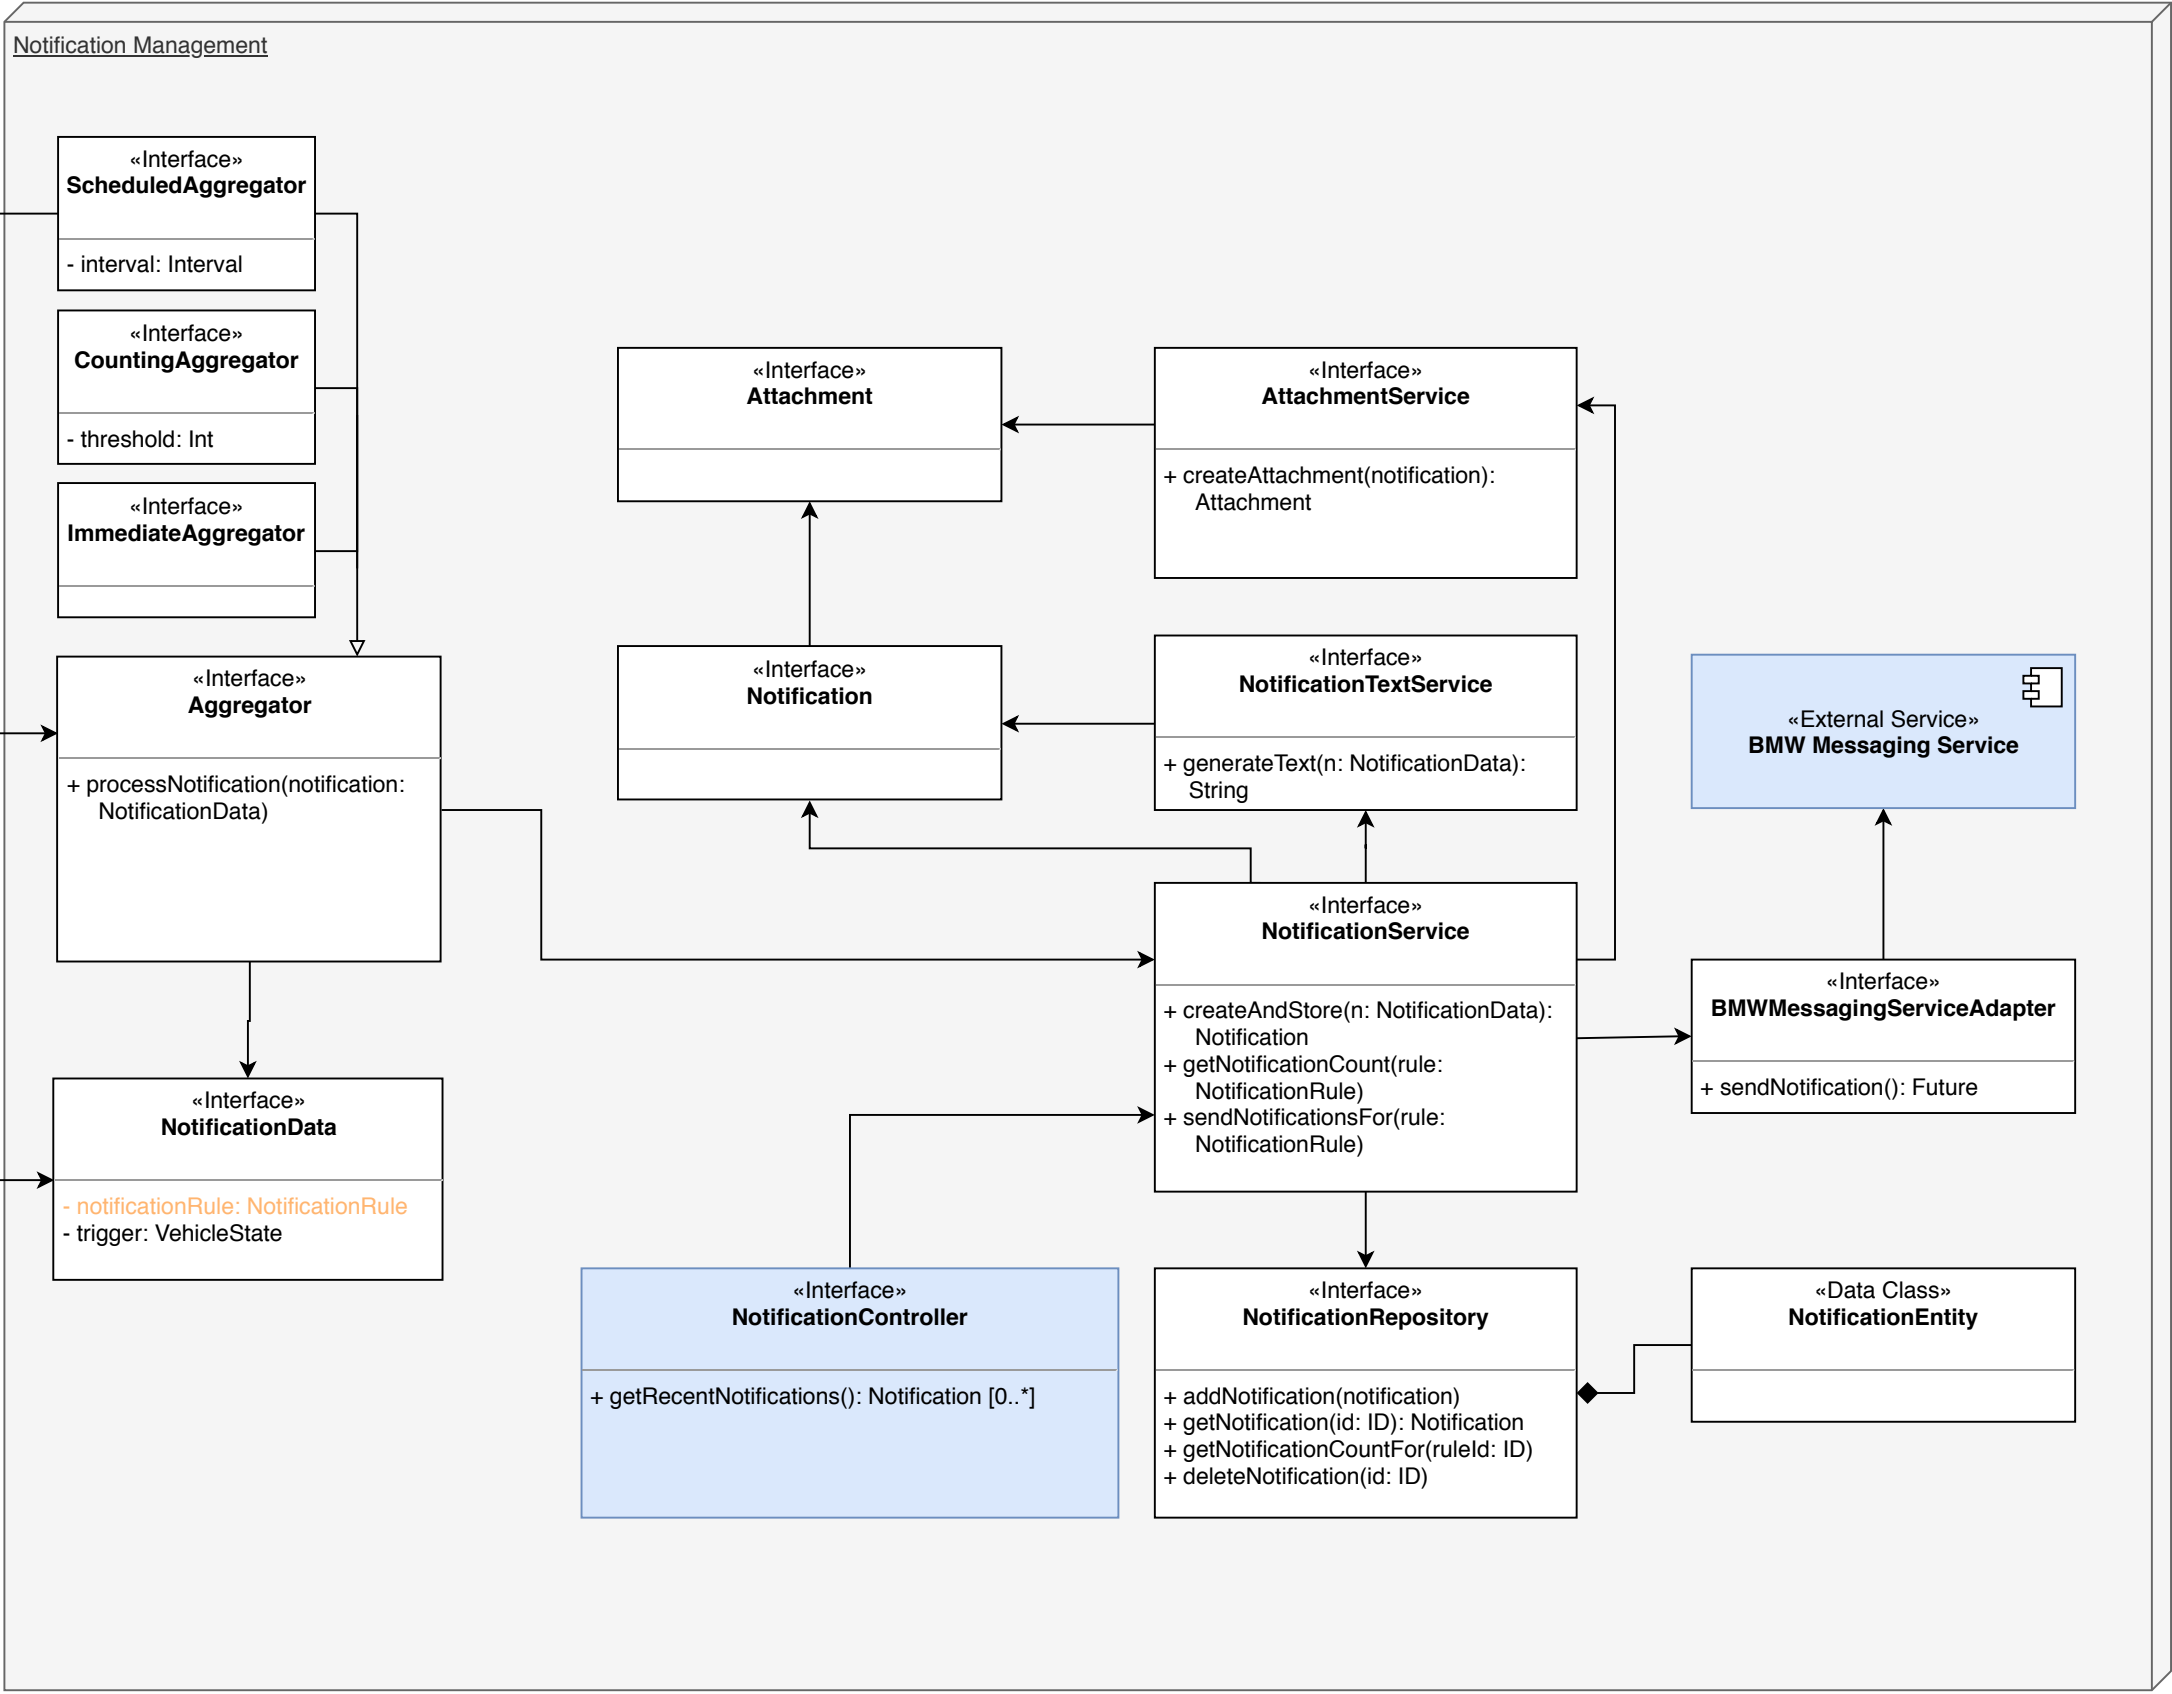 Notification Management
«Interface»
ScheduledAggregator
- interval: Interval
«Interface»
CountingAggregator
- threshold: Int
«Interface»
ImmediateAggregator
«Interface»
Aggregator
+ processNotification(notification:
NotificationData)
«Interface»
NotificationData
- notificationRule: NotificationRule
- trigger: VehicleState
«Interface»
Attachment
«Interface»
AttachmentService
+ createAttachment(notification):
Attachment
«Interface»
Notification
«Interface»
NotificationTextService
+ generateText(n: NotificationData):
String
«External Service»
BMW Messaging Service
«Interface»
NotificationService
+ createAndStore(n: NotificationData):
Notification
+ getNotificationCount(rule:
NotificationRule)
+ sendNotificationsFor(rule:
NotificationRule)
«Interface»
BMWMessagingServiceAdapter
+ sendNotification(): Future
«Interface»
NotificationController
+ getRecentNotifications(): Notification [0..*]
«Interface»
NotificationRepository
+ addNotification(notification)
+ getNotification(id: ID): Notification
+ getNotificationCountFor(ruleId: ID)
+ deleteNotification(id: ID)
«Data Class»
NotificationEntity